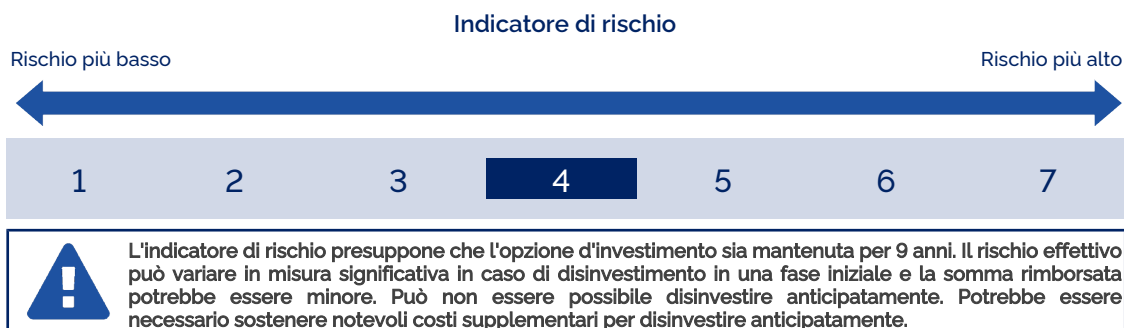 Indicatore di rischio
Rischio più basso Rischio più alto
1 2 3 4 5 6 7
L'indicatore di rischio presuppone che l'opzione d'investimento sia mantenuta per 9 anni. Il rischio effettivo
può variare in misura significativa in caso di disinvestimento in una fase iniziale e la somma rimborsata
potrebbe essere minore. Può non essere possibile disinvestire anticipatamente. Potrebbe essere
necessario sostenere notevoli costi supplementari per disinvestire anticipatamente.